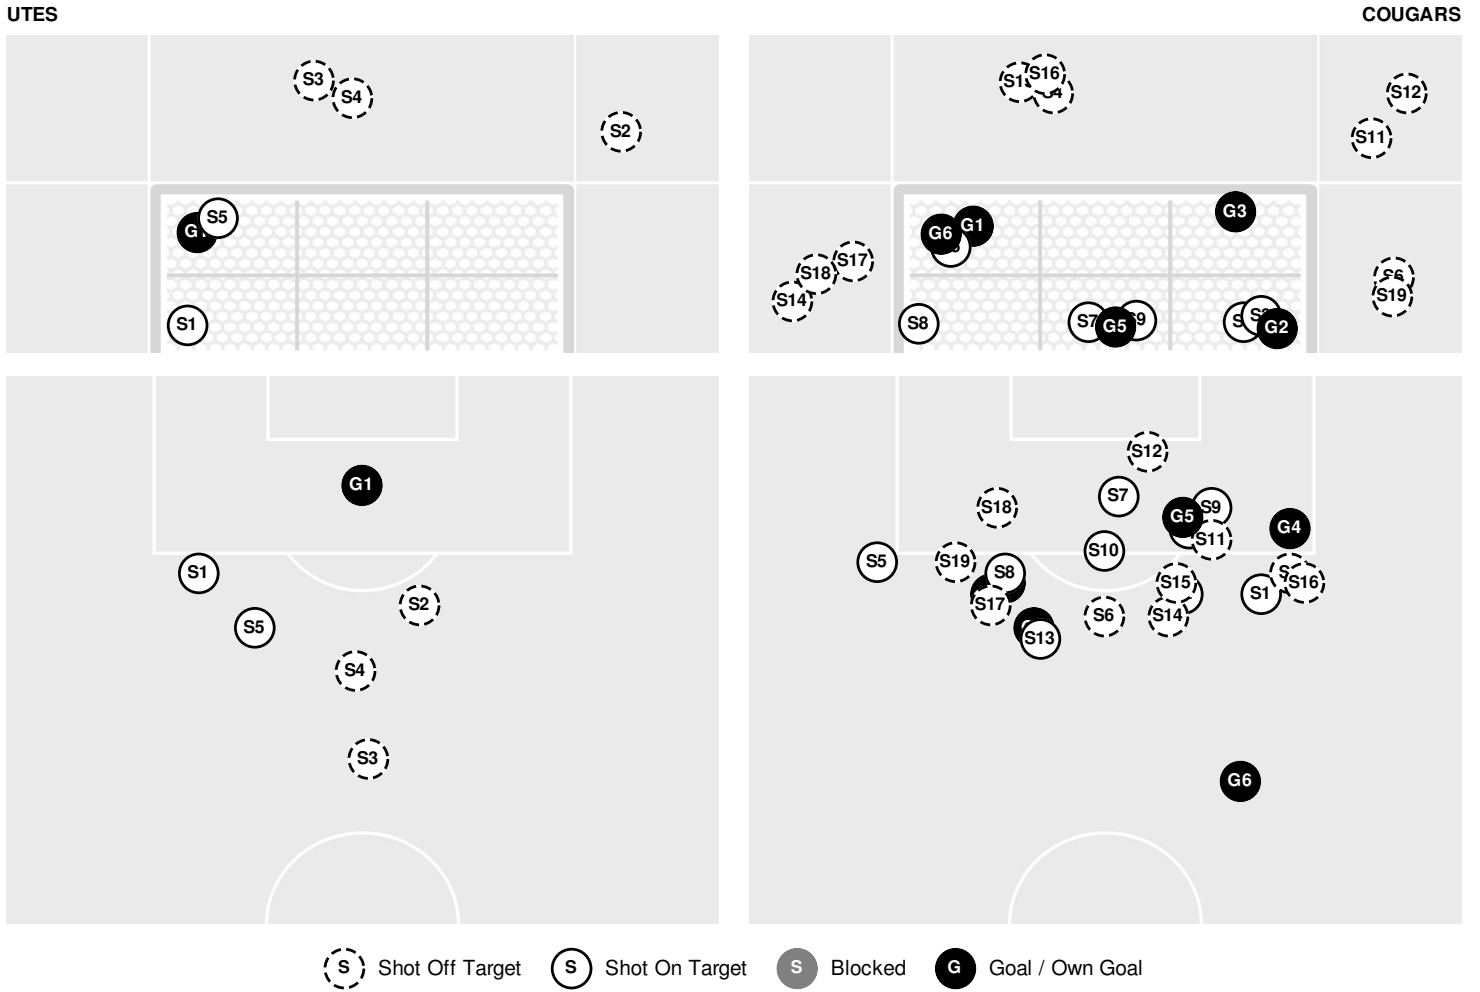 UTES
COUGARS
S3
S4
S2
S5
S1
S16
S12
S11
G3
G1
G6
S17
S18
S14
S19
S8
S7
G5
G2
G1
S1
S2
S5
S4
S3
S12
S7
S18
S9
G5
G4
S11
S10
S5
S19
S8
S15
S16
S1
S17
S6
S14
S13
G6
S Shot Off Target S Shot On Target S Blocked G Goal / Own Goal